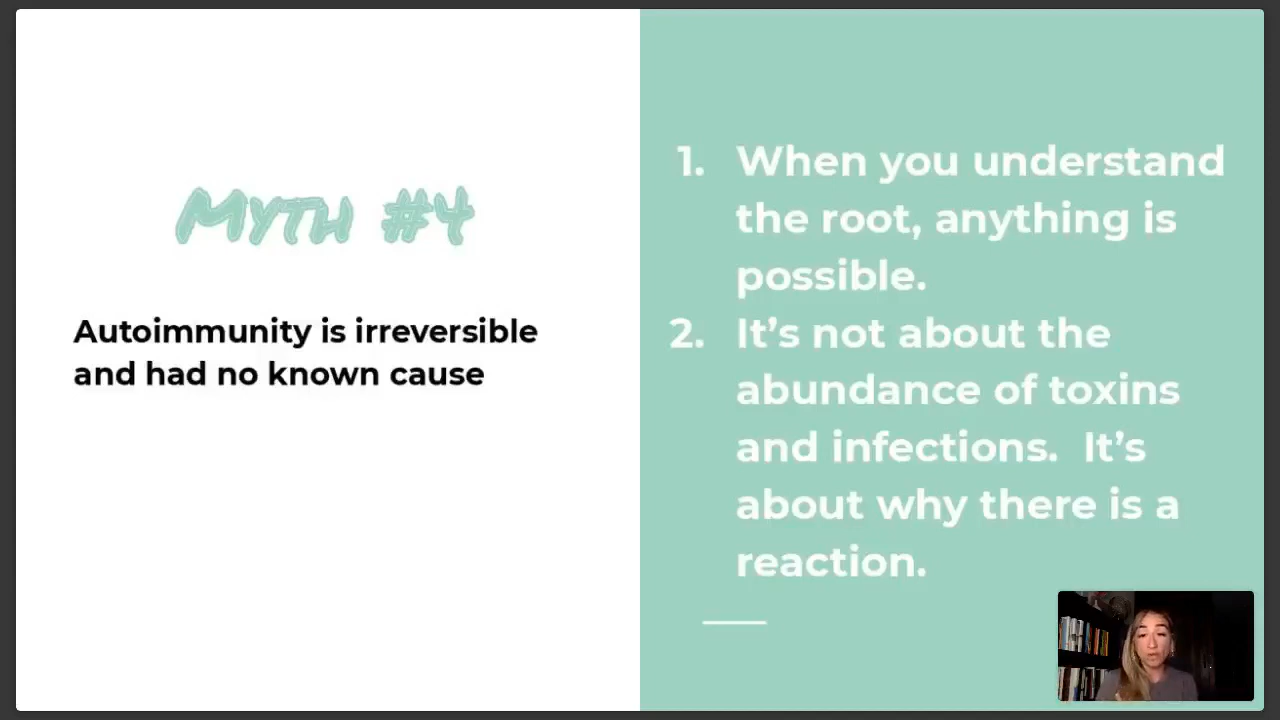 MYTH #4
Autoimmunity is irreversible
and had no known cause
1. When you understand
the root, anything is
possible.
2. It’s not about the
abundance of toxins
and infections.  It’s
about why there is a
reaction.